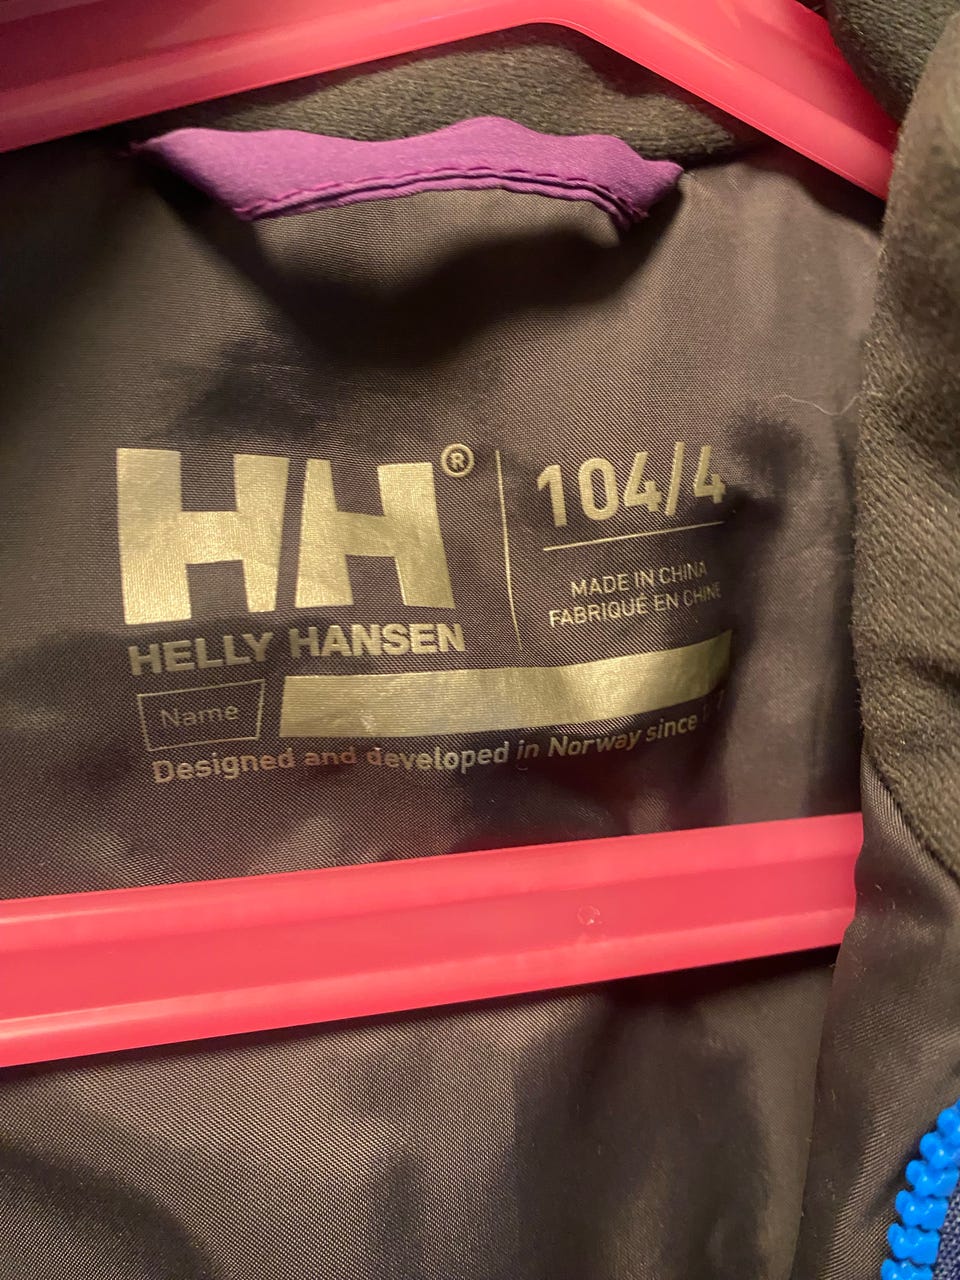 HH®
HELLY HANSEN
104/4
MADE IN CHINA
FABRIQUÉ EN CHINE
Name
Designed and developed in Norway since